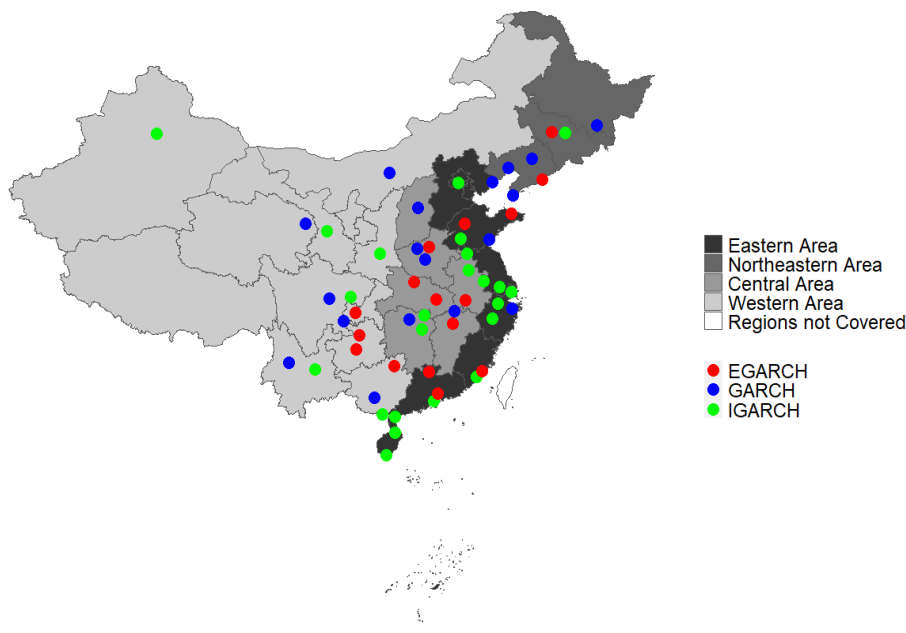 Eastern Area
Northeastern Area
Central Area
Western Area
Regions not Covered
EGARCH
GARCH
IGARCH